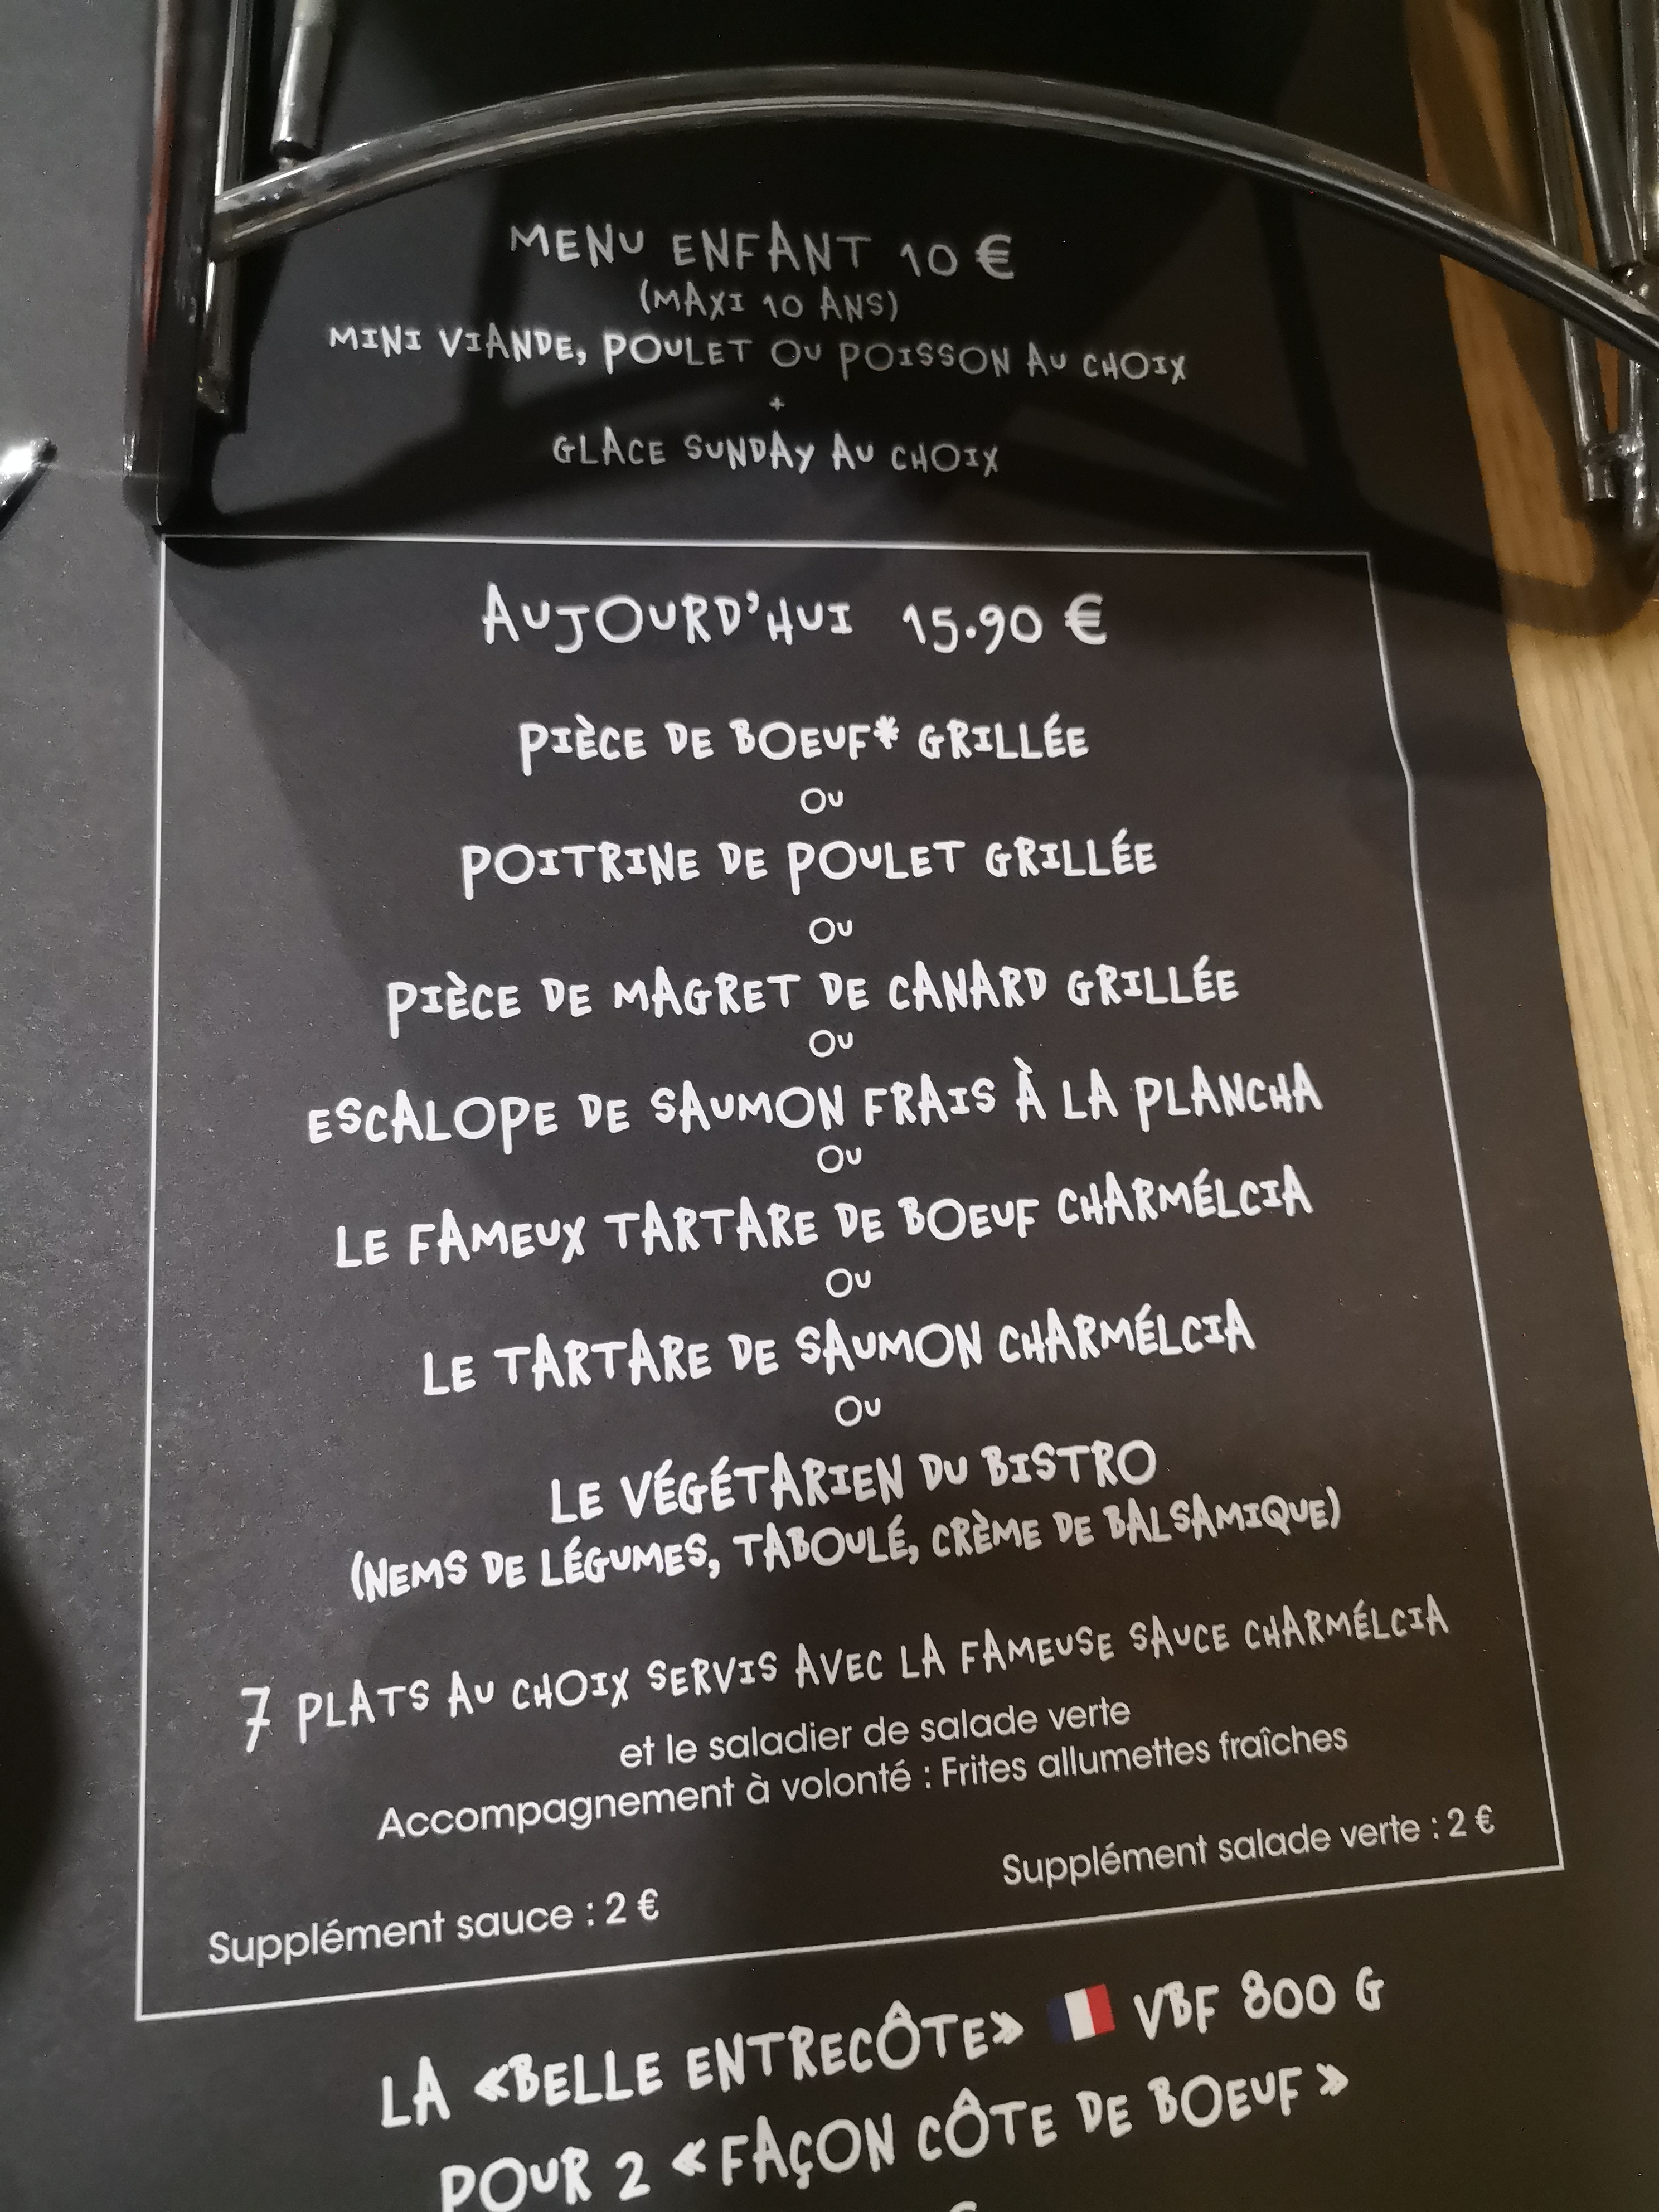 MENU ENFANT 10 €
(MAXI 10 ANS)
MINI VIANDE, POULET OU POISSON AU CHOIX
+
GLACE SUNDAY AU CHOIX
AUJOURD'HUI 15.90 €
PIÈCE DE BOEUF* GRILLÉE
OU
POITRINE DE POULET GRILLÉE
OU
PIÈCE DE MAGRET DE CANARD GRILLÉE
OU
ESCALOPE DE SAUMON FRAIS À LA PLANCHA
OU
LE FAMEUX TARTARE DE BOEUF CHARMÉLCIA
OU
LE TARTARE DE SAUMON CHARMÉLCIA
OU
LE VÉGÉTARIEN DU BISTRO
(NEMS DE LÉGUMES, TABOULÉ, CRÈME DE BALSAMIQUE)
7 PLATS AU CHOIX SERVIS AVEC LA FAMEUSE SAUCE CHARMÉLCIA
et le saladier de salade verte
Accompagnement à volonté : Frites allumettes fraîches
Supplément sauce : 2 € Supplément salade verte : 2 €
LA «BELLE ENTRECÔTE» VBF 800 G
POUR 2 « FAÇON CÔTE DE BOEUF »